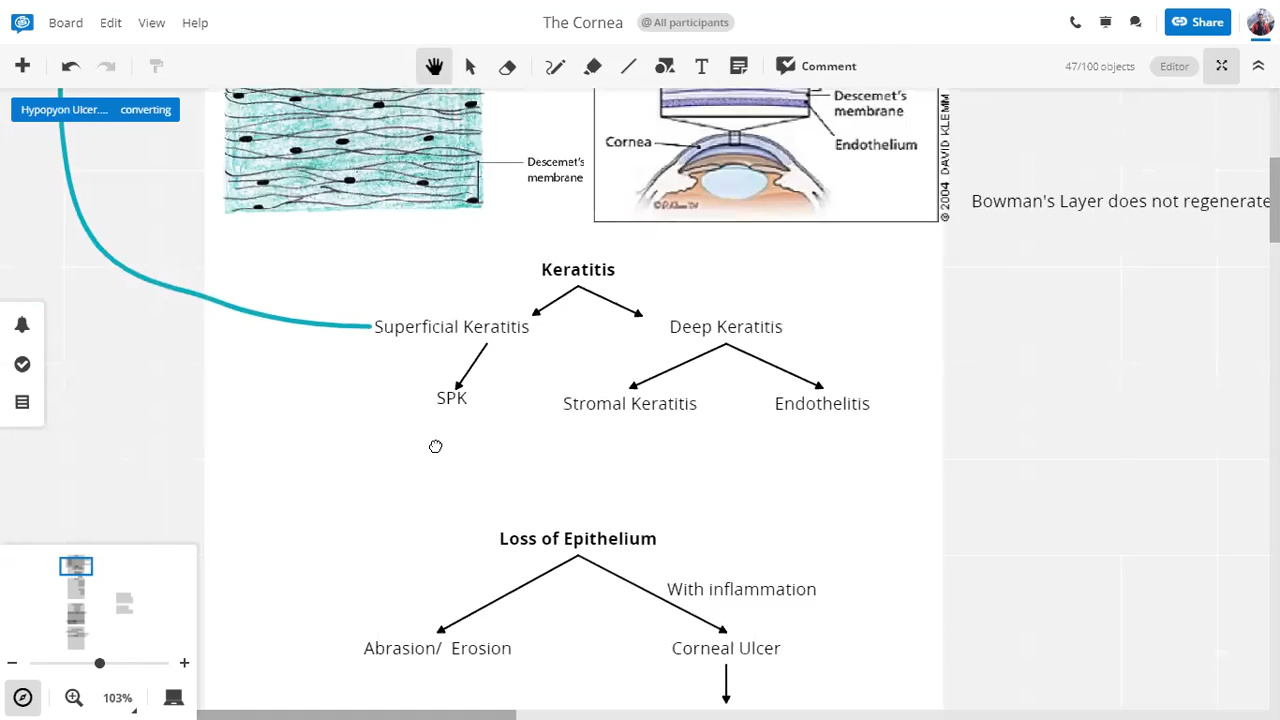 Board Edit View Help
The Cornea @ All participants
Share
Comment
47/100 objects
Editor
Hypopyon Ulcer.... converting
Descemet's
membrane
Descemet's
membrane
Endothelium
Cornea
© 2004 DAVID KLEMM
Bowman's Layer does not regenerate
Keratitis
Superficial Keratitis
Deep Keratitis
SPK
Stromal Keratitis
Endothelitis
Loss of Epithelium
With inflammation
Abrasion/ Erosion
Corneal Ulcer
103%